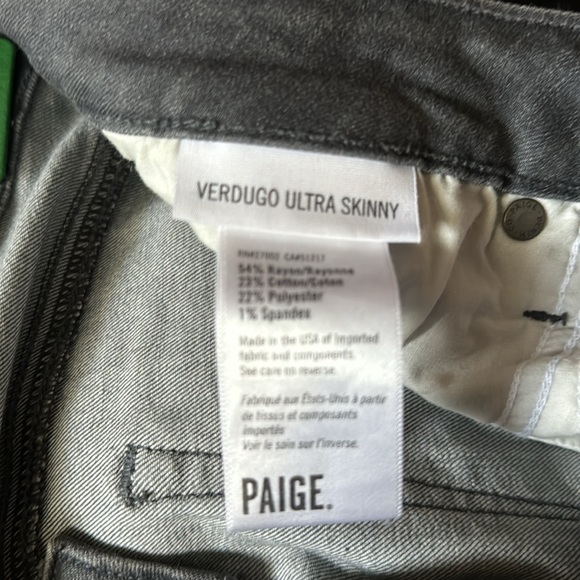 VERDUGO ULTRA SKINNY
54% Rayon/Rayonne
23% Cotton/Coton
22% Polyester
1% Spandex
Made in the USA of imported
fabric and components.
See care on reverse.
Fabriqué aux États-Unis à partir
de tissus et composants
importés
Voir le soin sur l'inverse.
PAIGE.